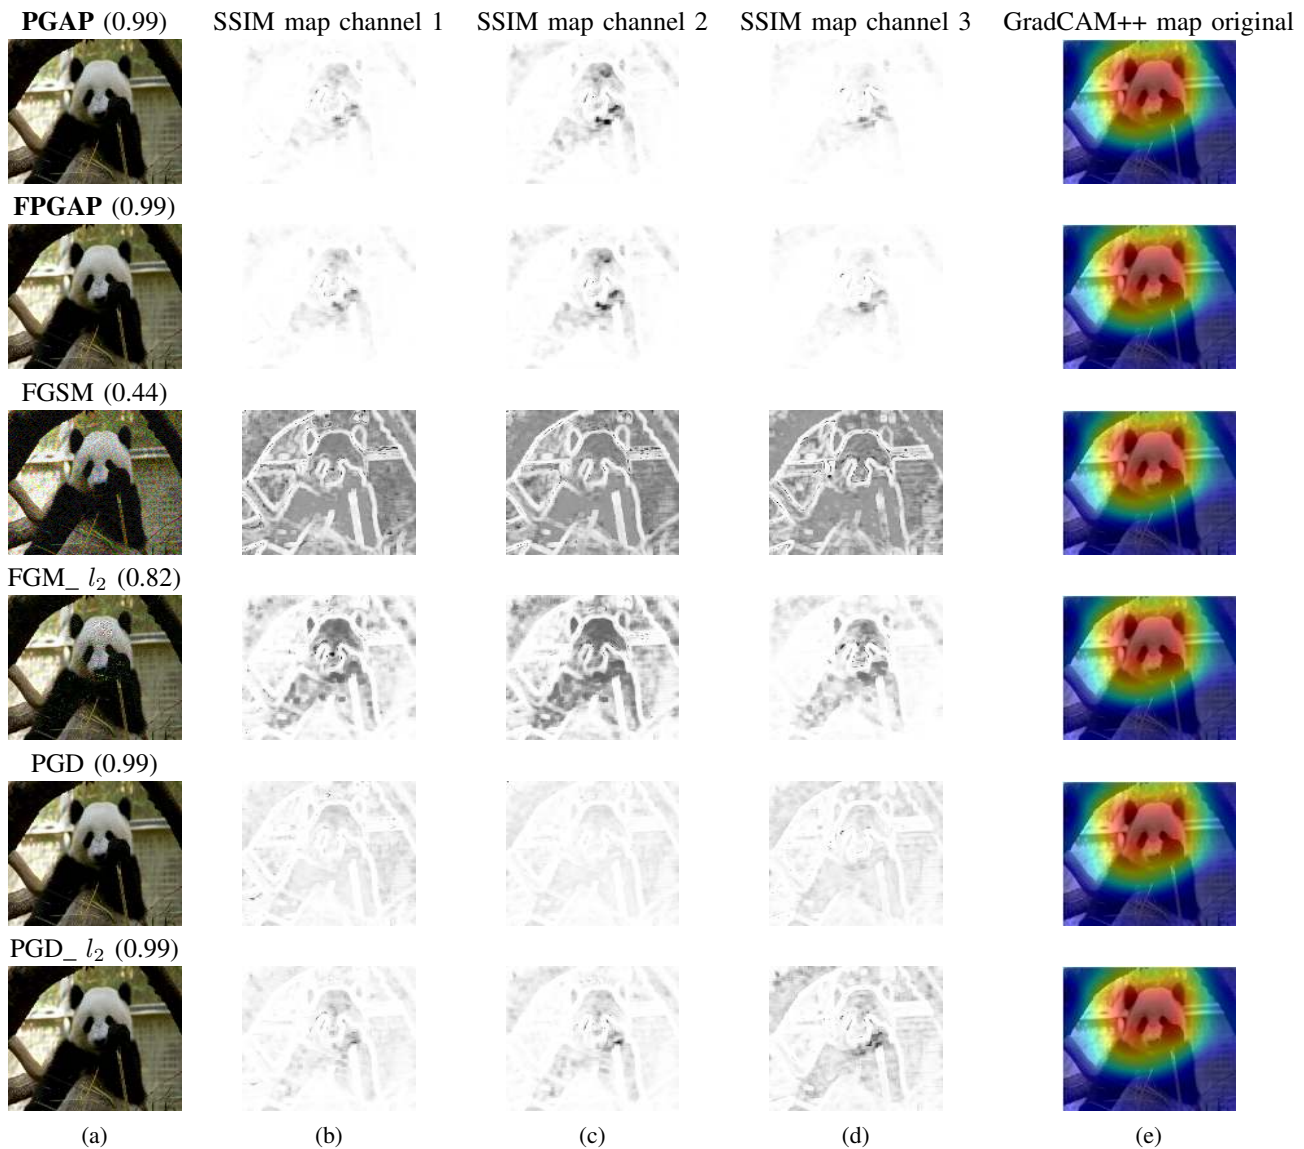 PGAP (0.99) SSIM map channel 1 SSIM map channel 2 SSIM map channel 3 GradCAM++ map original
FPGAP (0.99)
FGSM (0.44)
FGM_ l₂ (0.82)
PGD (0.99)
PGD_ l₂ (0.99)
(a) (b) (c) (d) (e)